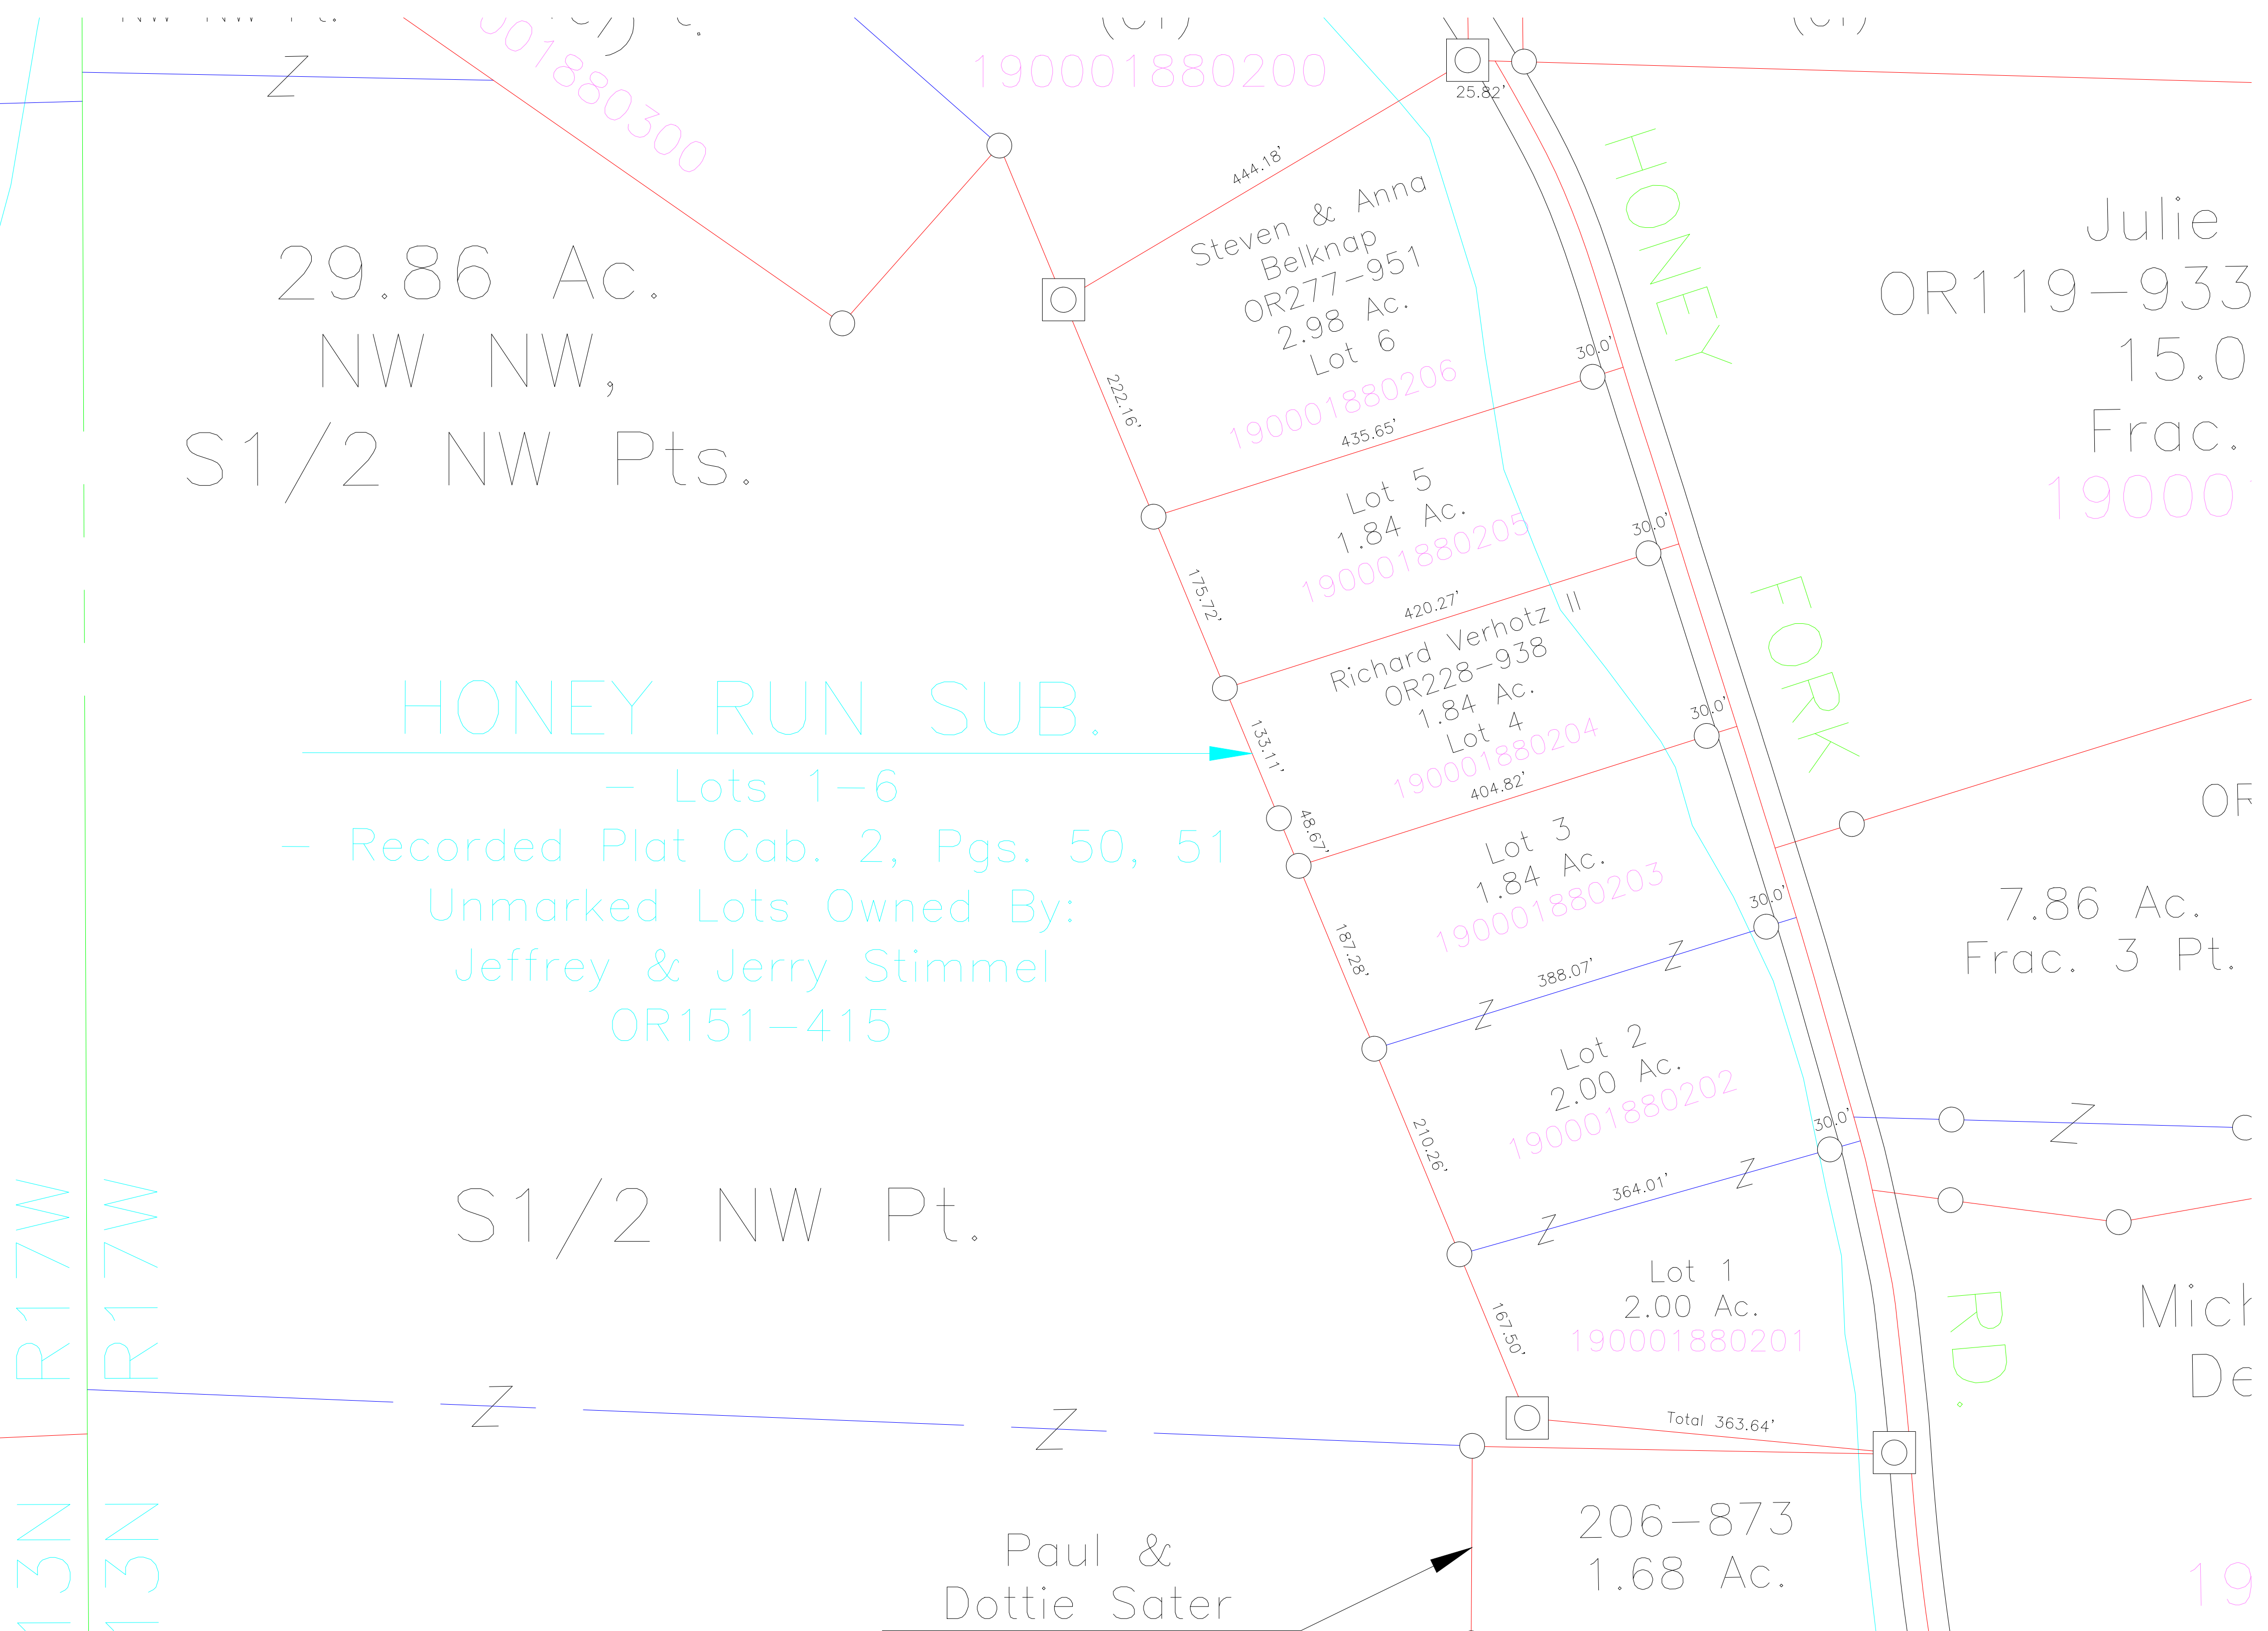 190001880200
25.82'
444.18'
29.86 Ac.
NW NW,
S1/2 NW Pts.
Steven & Anna
Belknap
OR277-951
2.98 Ac.
Lot 6
190001880206
222.16'
30.0'
435.65'
HONEY
FORK
RD.
Julie
OR119-933
15.0
Frac.
Lot 5
1.84 Ac.
190001880205
175.72'
30.0'
420.27'
Richard Verhotz II
OR228-938
1.84 Ac.
Lot 4
190001880204
133.11'
48.67'
30.0'
404.82'
HONEY RUN SUB.
- Lots 1-6
- Recorded Plat Cab. 2, Pgs. 50, 51
Unmarked Lots Owned By:
Jeffrey & Jerry Stimmel
OR151-415
Lot 3
1.84 Ac.
190001880203
187.28'
30.0'
388.07'
7.86 Ac.
Frac. 3 Pt.
Lot 2
2.00 Ac.
190001880202
210.26'
30.0'
364.01'
S1/2 NW Pt.
Lot 1
2.00 Ac.
190001880201
167.50'
Total 363.64'
R17W
R17W
13N
13N
206-873
1.68 Ac.
Paul &
Dottie Sater